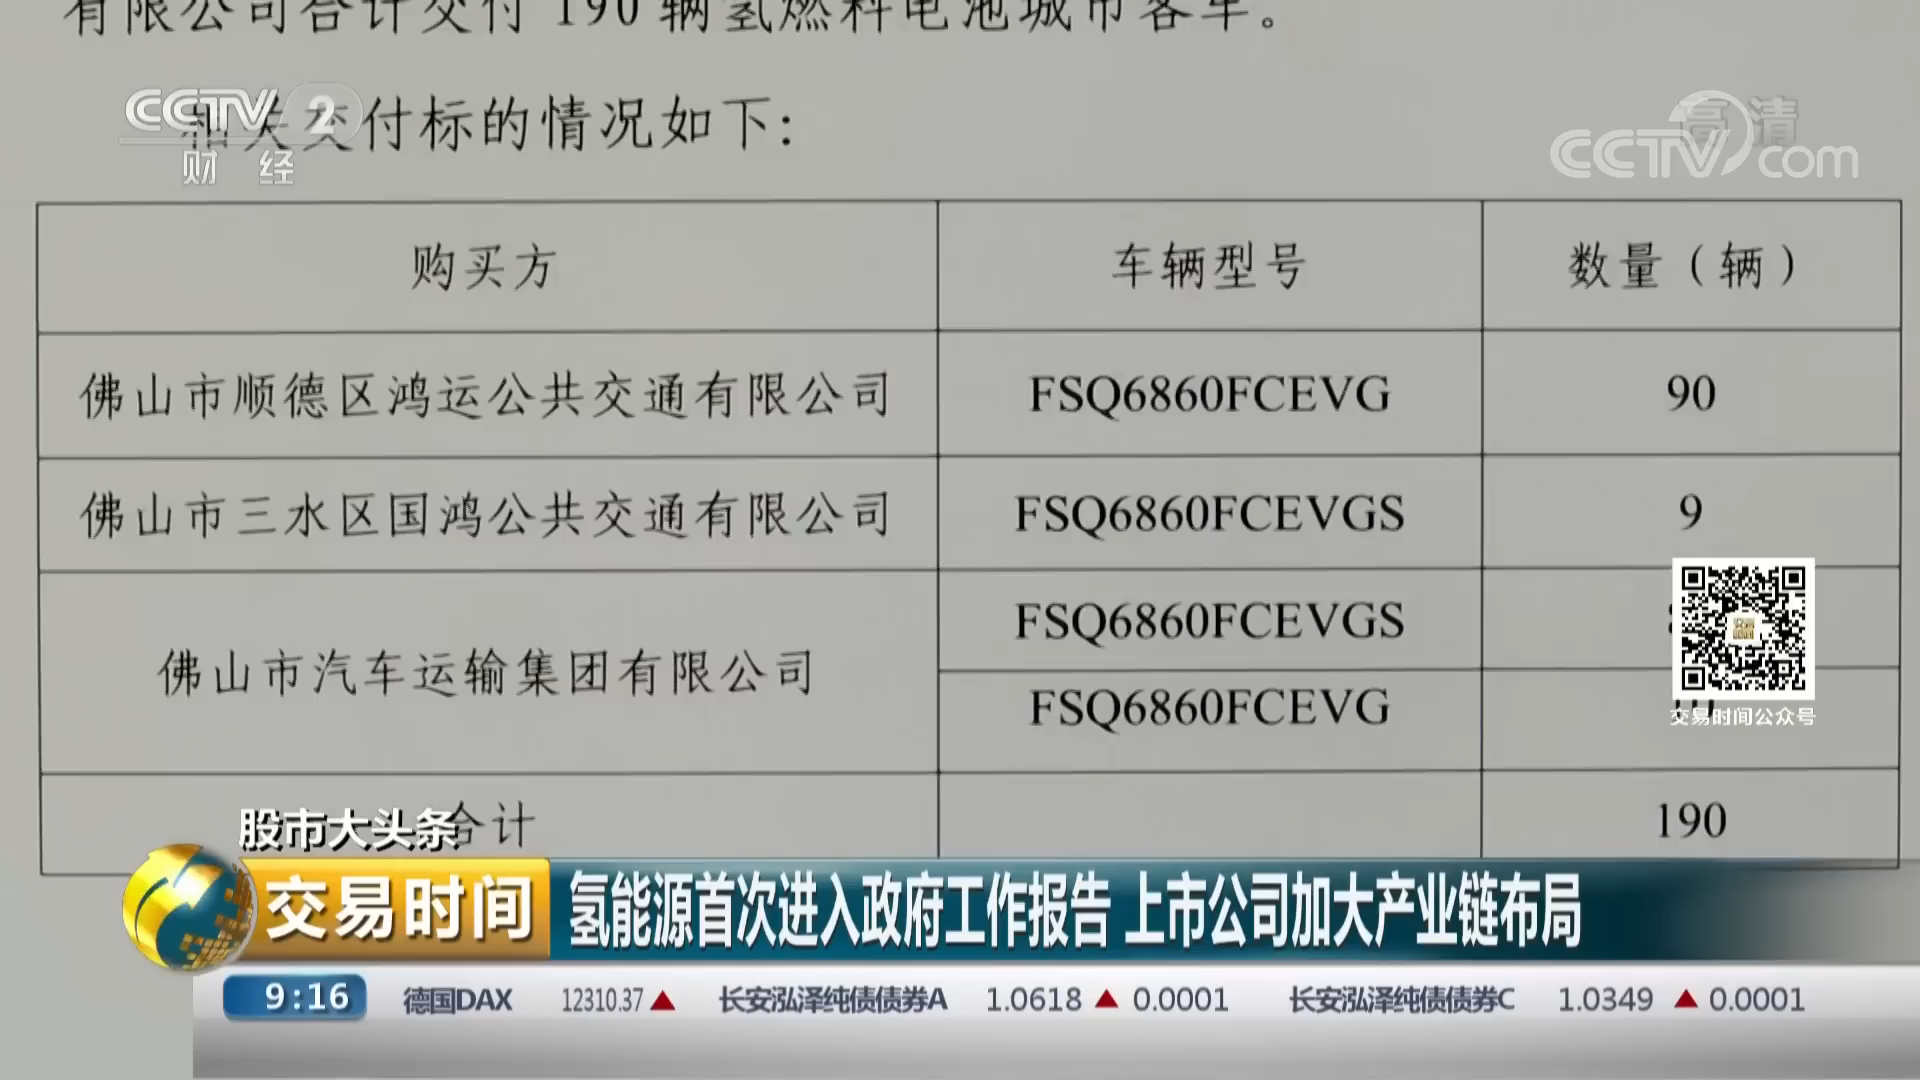 有限公司合计交付 190 辆氢燃料电池城市客车。
CCTV 2
财 经
相关交付标的情况如下:
高清
CCTV com
购买方 车辆型号 数量（辆）
佛山市顺德区鸿运公共交通有限公司 FSQ6860FCEVG 90
佛山市三水区国鸿公共交通有限公司 FSQ6860FCEVGS 9
佛山市汽车运输集团有限公司 FSQ6860FCEVGS
FSQ6860FCEVG
交易时间公众号
合计 190
股市大头条
交易时间 氢能源首次进入政府工作报告 上市公司加大产业链布局
9:16 德国DAX 12310.37 ▲ 长安泓泽纯债债券A 1.0618 ▲ 0.0001 长安泓泽纯债债券C 1.0349 ▲ 0.0001